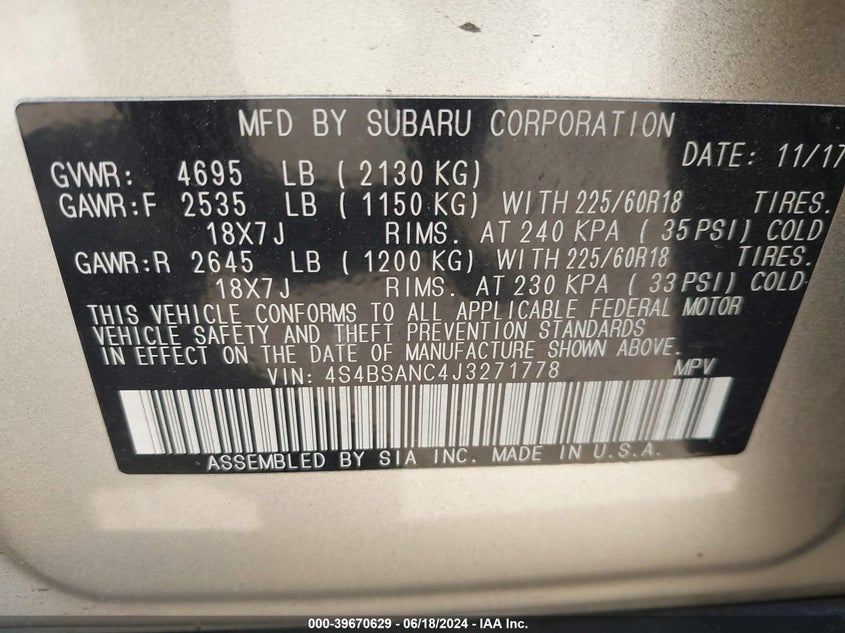 MFD BY SUBARU CORPORATION
DATE: 11/17
GVWR: 4695 LB ( 2130 KG)
GAWR:F 2535 LB ( 1150 KG) WITH 225/60R18 TIRES.
18X7J RIMS. AT 240 KPA ( 35 PSI) COLD
GAWR:R 2645 LB ( 1200 KG) WITH 225/60R18 TIRES.
18X7J RIMS. AT 230 KPA ( 33 PSI) COLD
THIS VEHICLE CONFORMS TO ALL APPLICABLE FEDERAL MOTOR
VEHICLE SAFETY AND THEFT PREVENTION STANDARDS
IN EFFECT ON THE DATE OF MANUFACTURE SHOWN ABOVE.
VIN: 4S4BSANC4J3271778 MPV
ASSEMBLED BY SIA INC. MADE IN U.S.A.
000-39670629 - 06/18/2024 - IAA Inc.